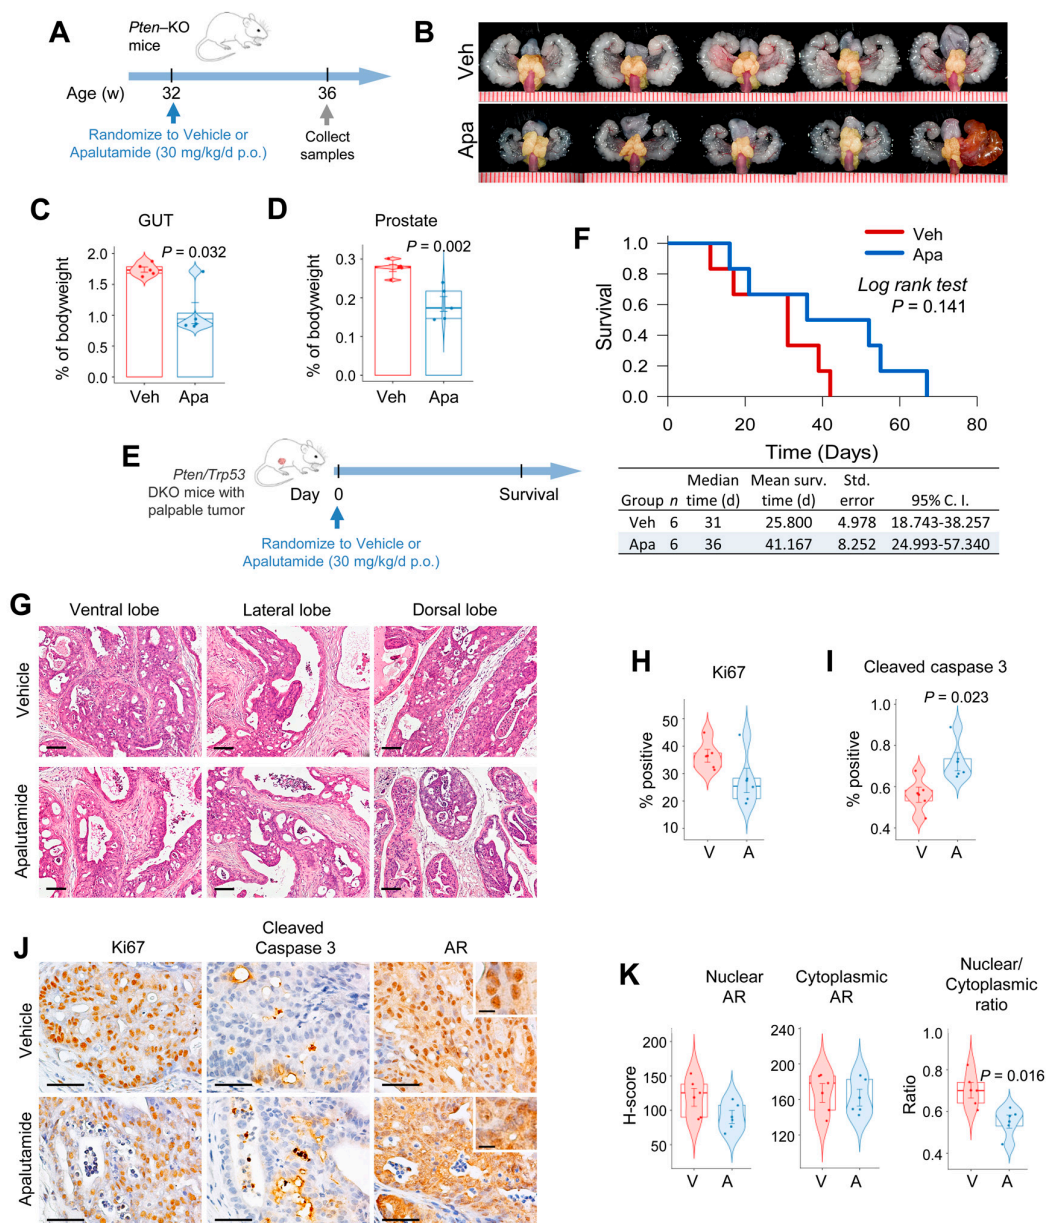 A
Pten–KO
mice
Age (w)
32
36
Randomize to Vehicle or
Apalutamide (30 mg/kg/d p.o.)
Collect
samples
B
Veh
Apa
C
GUT
P = 0.032
% of bodyweight
2.0
1.5
1.0
0.5
0.0
Veh
Apa
D
Prostate
P = 0.002
% of bodyweight
0.3
0.2
0.1
0.0
Veh
Apa
E
Pten/Trp53
DKO mice with
palpable tumor
Day
0
Survival
Randomize to Vehicle or
Apalutamide (30 mg/kg/d p.o.)
F
Veh
Apa
Log rank test
P = 0.141
Survival
1.0
0.8
0.6
0.4
0.2
0.0
0 20 40 60 80
Time (Days)
Median Mean surv. Std.
Group n time (d) time (d) error 95% C. I.
Veh 6 31 25.800 4.978 18.743-38.257
Apa 6 36 41.167 8.252 24.993-57.340
G
Ventral lobe
Lateral lobe
Dorsal lobe
Vehicle
Apalutamide
H
Ki67
% positive
50
40
30
20
10
V A
I
Cleaved caspase 3
P = 0.023
% positive
1.0
0.8
0.6
0.4
V A
J
Ki67
Cleaved
Caspase 3
AR
Vehicle
Apalutamide
K
Nuclear
AR
H-score
150
100
50
V A
Cytoplasmic
AR
240
200
160
120
V A
Nuclear/
Cytoplasmic
ratio
P = 0.016
Ratio
1.0
0.8
0.6
0.4
V A